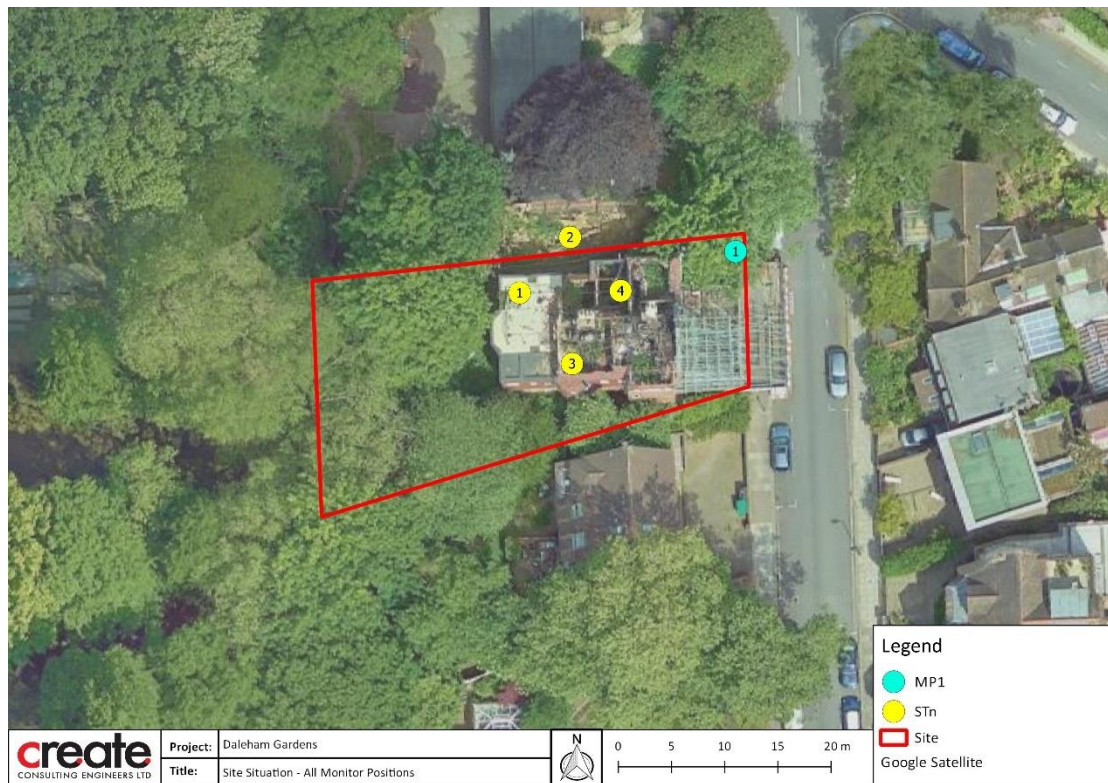 2
1
1
4
3
Legend
MP1
STn
Site
Google Satellite
create
CONSULTING ENGINEERS LTD
Project: Daleham Gardens
Title: Site Situation - All Monitor Positions
N
0 5 10 15 20 m